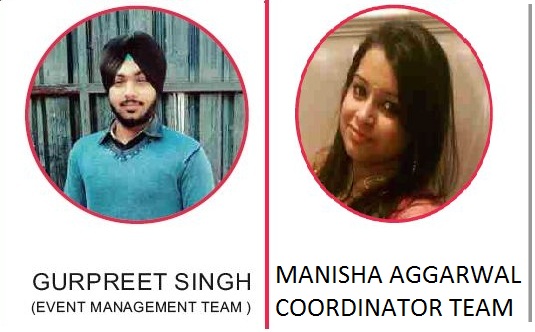 GURPREET SINGH
(EVENT MANAGEMENT TEAM )
MANISHA AGGARWAL
COORDINATOR TEAM